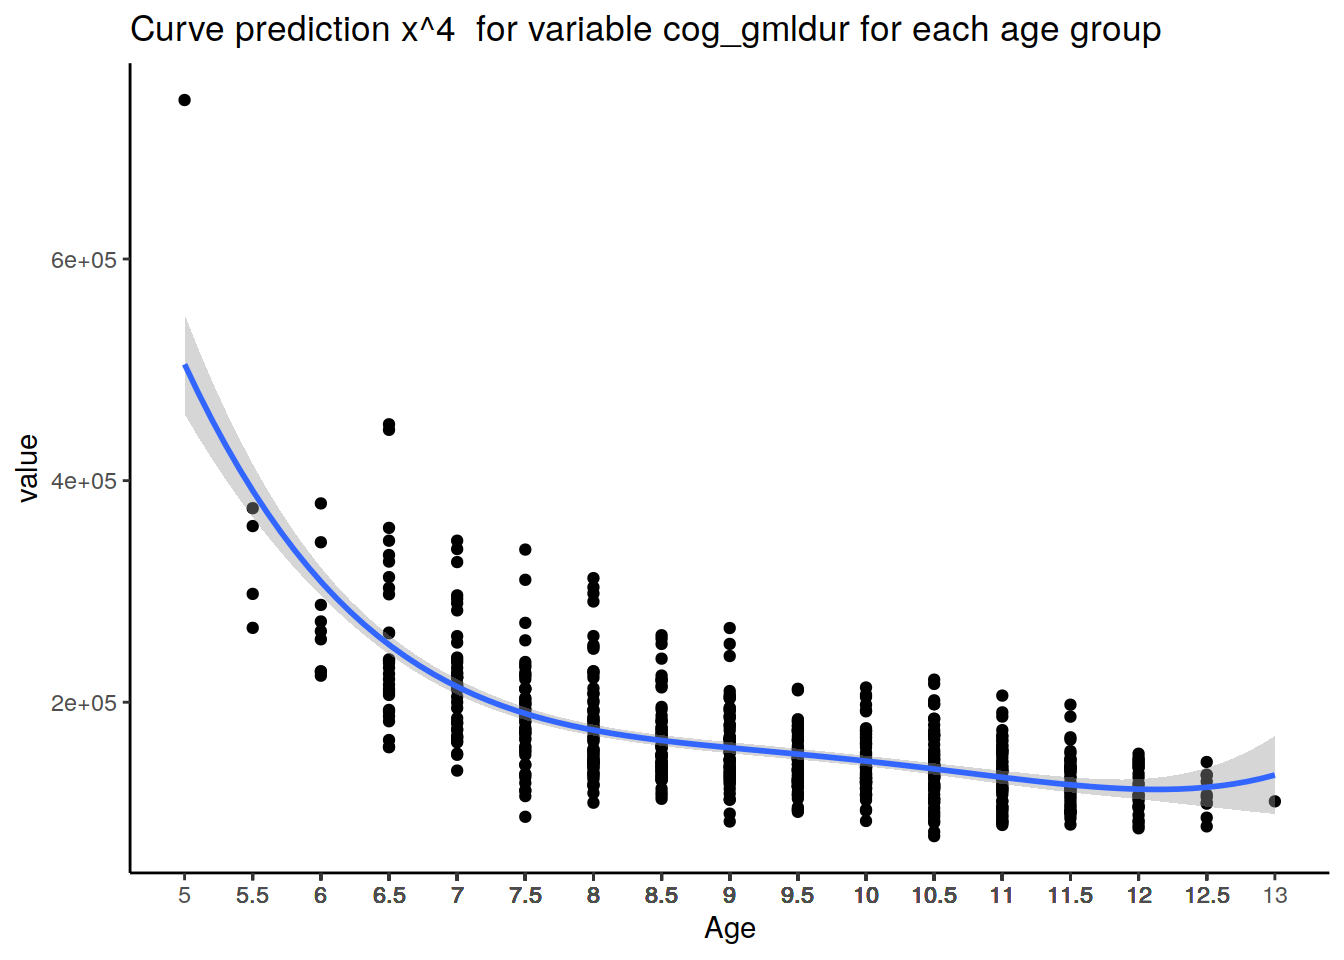 Curve prediction x^4  for variable cog_gmldur for each age group
value
6e+05
4e+05
2e+05
5 5.5 6 6.5 7 7.5 8 8.5 9 9.5 10 10.5 11 11.5 12 12.5 13
Age